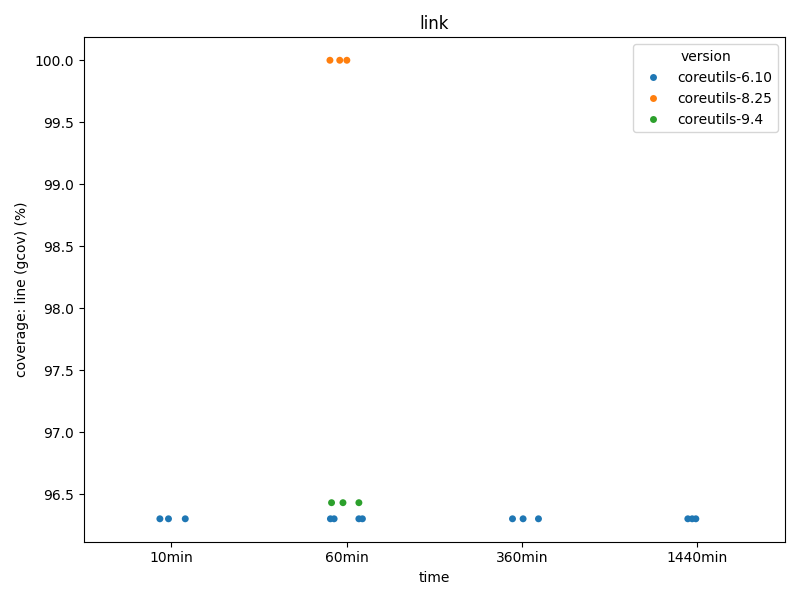 link
version
coreutils-6.10
coreutils-8.25
coreutils-9.4
coverage: line (gcov) (%)
100.0
99.5
99.0
98.5
98.0
97.5
97.0
96.5
10min
60min
360min
1440min
time